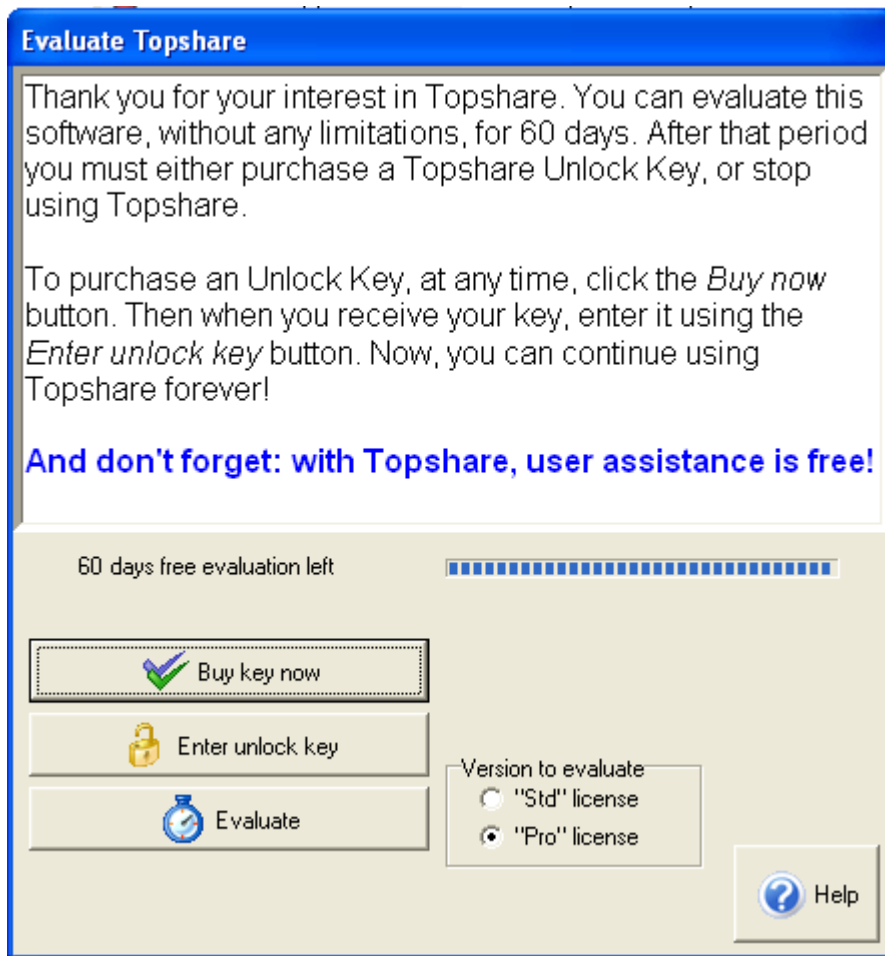 Evaluate Topshare
Thank you for your interest in Topshare. You can evaluate this
software, without any limitations, for 60 days. After that period
you must either purchase a Topshare Unlock Key, or stop
using Topshare.
To purchase an Unlock Key, at any time, click the Buy now
button. Then when you receive your key, enter it using the
Enter unlock key button. Now, you can continue using
Topshare forever!
And don't forget: with Topshare, user assistance is free!
60 days free evaluation left
Buy key now
Enter unlock key
Evaluate
Version to evaluate
"Std" license
"Pro" license
Help